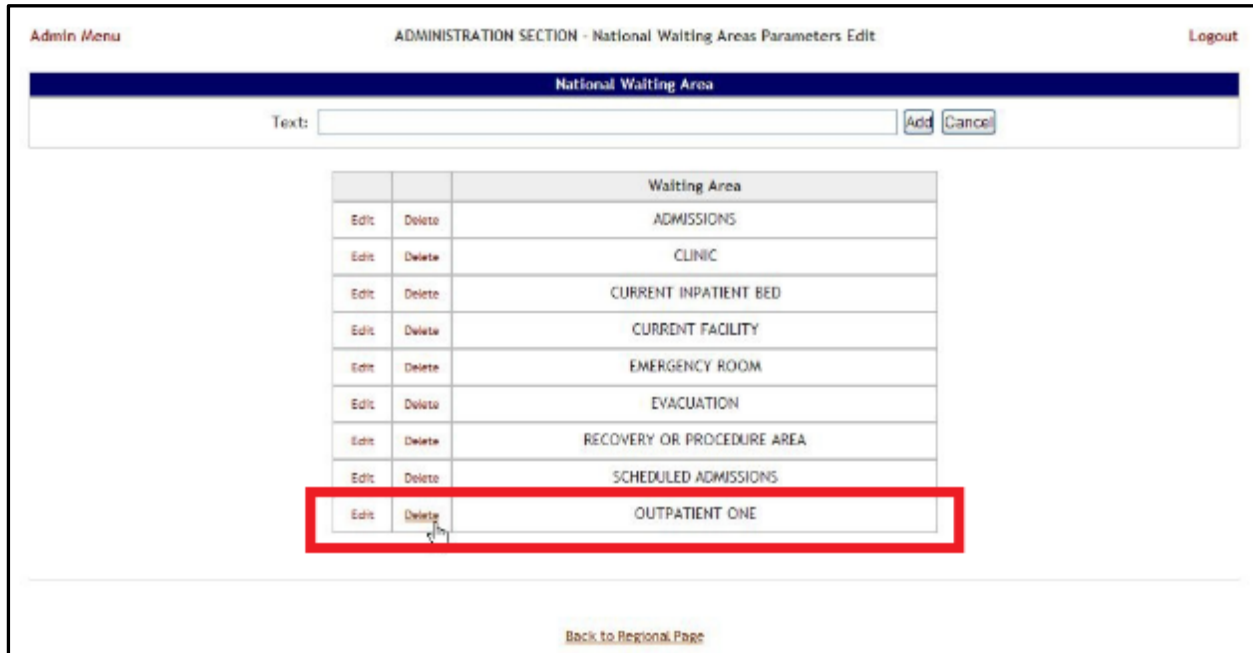 Admin Menu ADMINISTRATION SECTION - National Waiting Areas Parameters Edit Logout
National Waiting Area
Text: Add Cancel
Waiting Area
Edit Delete ADMISSIONS
Edit Delete CLINIC
Edit Delete CURRENT INPATIENT BED
Edit Delete CURRENT FACILITY
Edit Delete EMERGENCY ROOM
Edit Delete EVACUATION
Edit Delete RECOVERY OR PROCEDURE AREA
Edit Delete SCHEDULED ADMISSIONS
Edit Delete OUTPATIENT ONE
Back to Regional Page